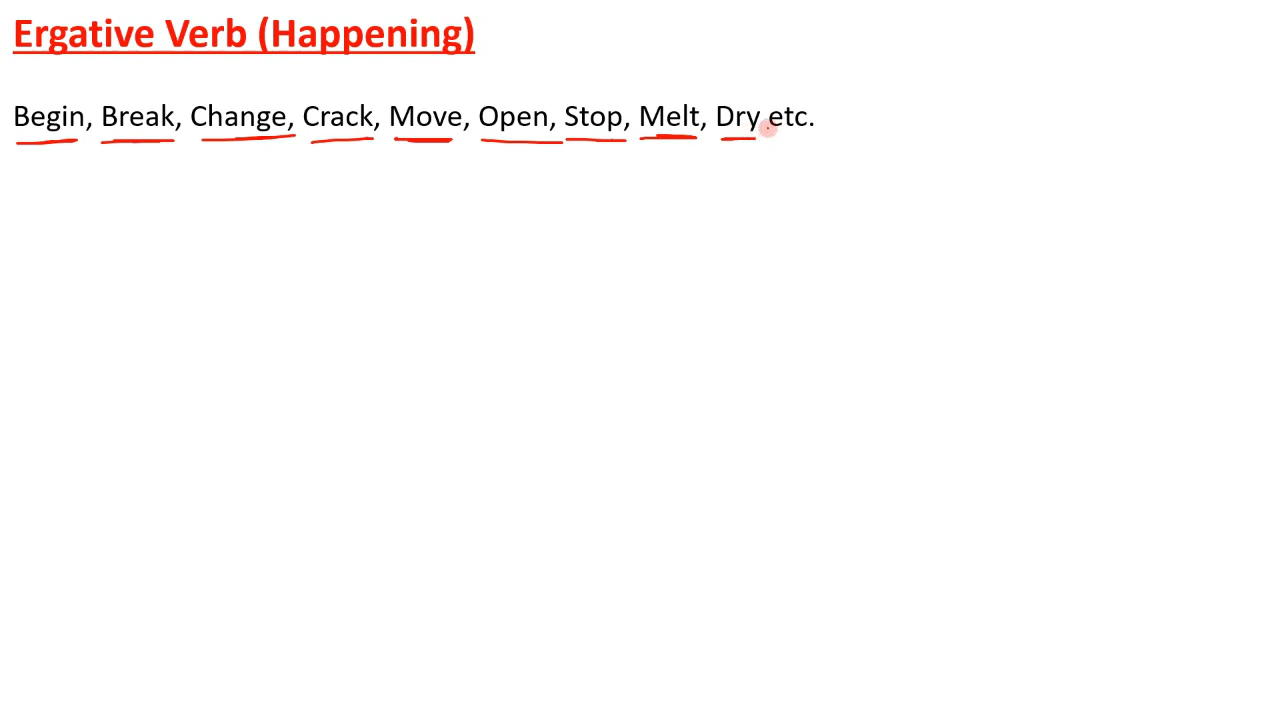 Ergative Verb (Happening)
Begin, Break, Change, Crack, Move, Open, Stop, Melt, Dry etc.